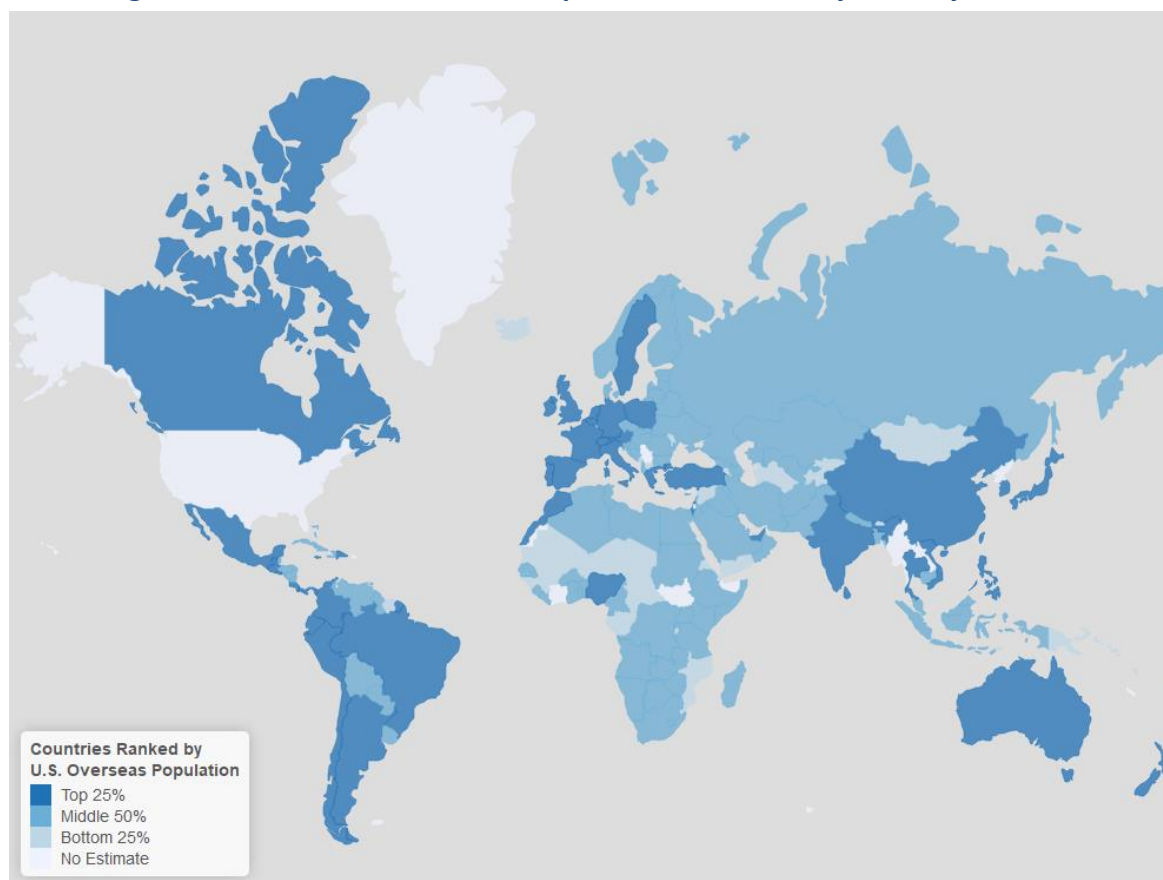 Countries Ranked by
U.S. Overseas Population
Top 25%
Middle 50%
Bottom 25%
No Estimate